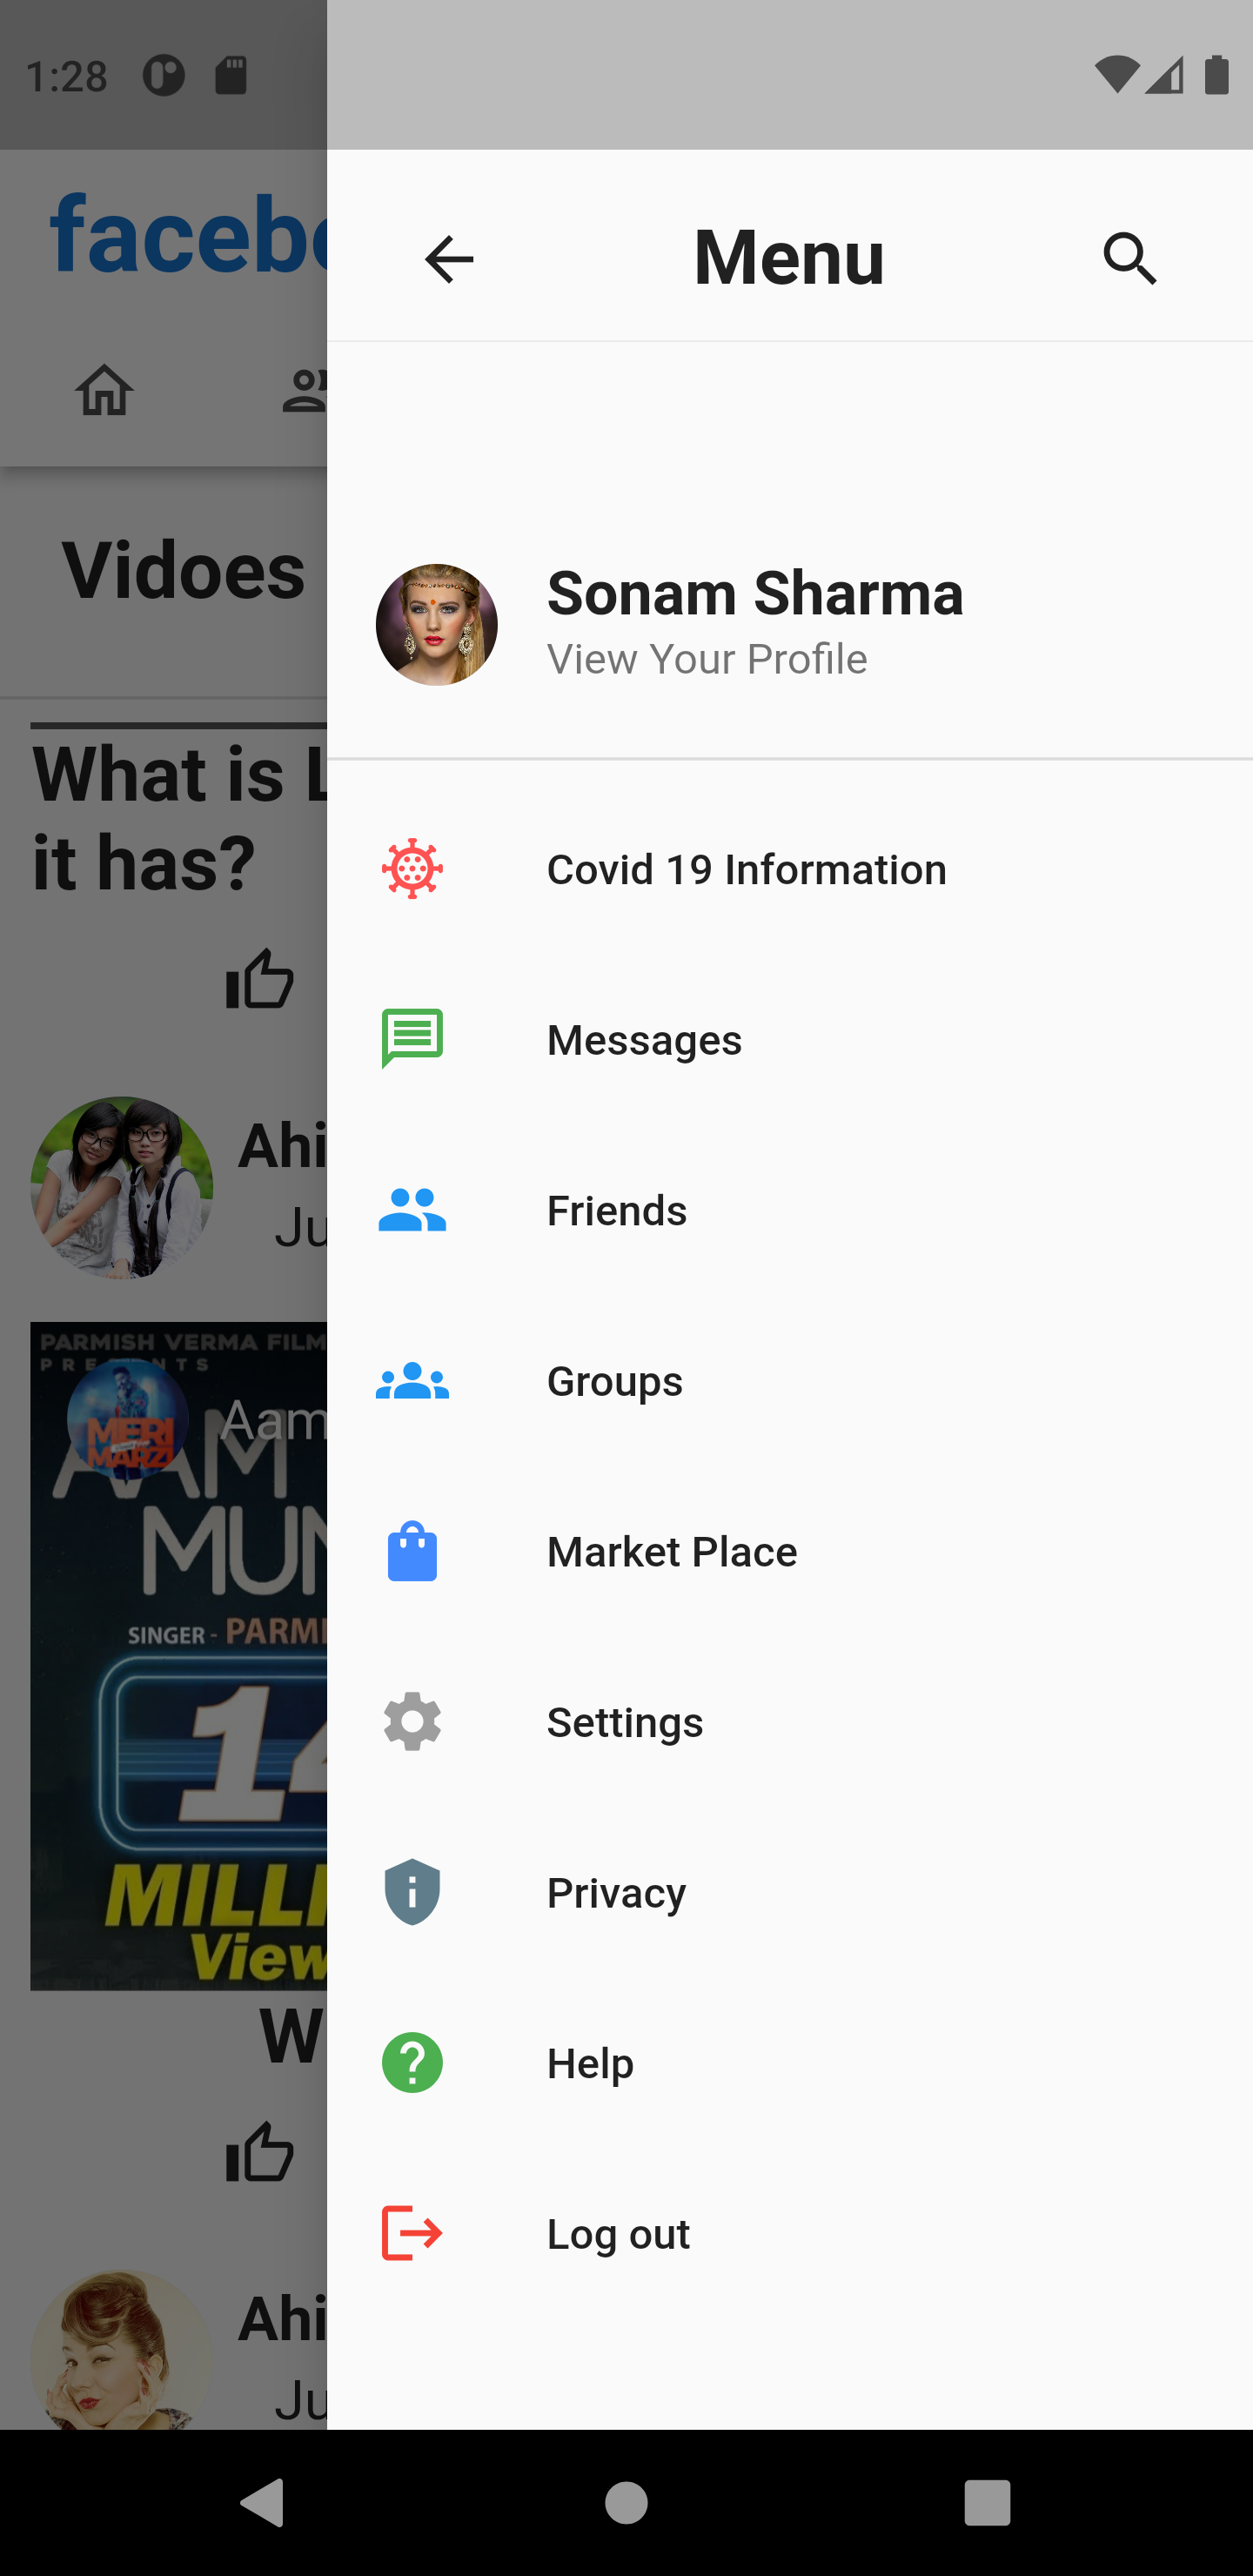 1:28
facebo
Menu
Vidoes
Sonam Sharma
View Your Profile
What is L
it has?
Covid 19 Information
Messages
Ahi
Ju
Friends
PARMISH VERMA FILM
PRESENTS
Groups
MERI
MARZI
Aam
AAM
MUN
Market Place
SINGER - PARMI
Settings
14
MILLI
View
Privacy
W
Help
Log out
Ahi
Ju